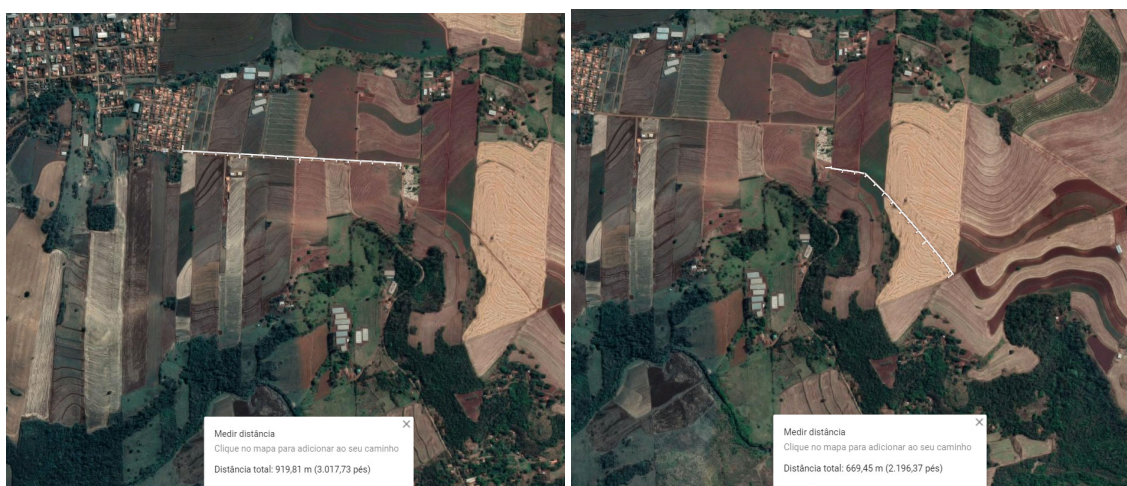 Medir distância
Clique no mapa para adicionar ao seu caminho
Distância total: 919,81 m (3.017,73 pés)
Medir distância
Clique no mapa para adicionar ao seu caminho
Distância total: 669,45 m (2.196,37 pés)